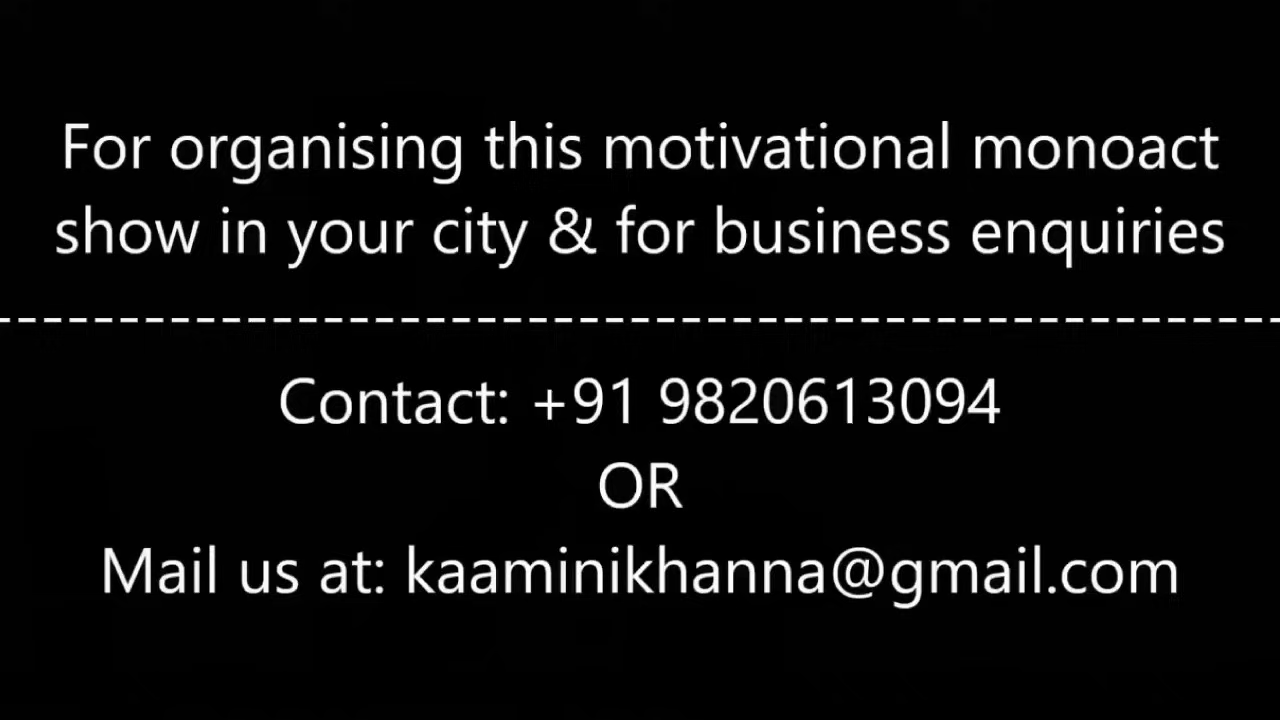 For organising this motivational monoact
show in your city & for business enquiries
--------------------------------------------------
Contact: +91 9820613094
OR
Mail us at: kaaminikhanna@gmail.com